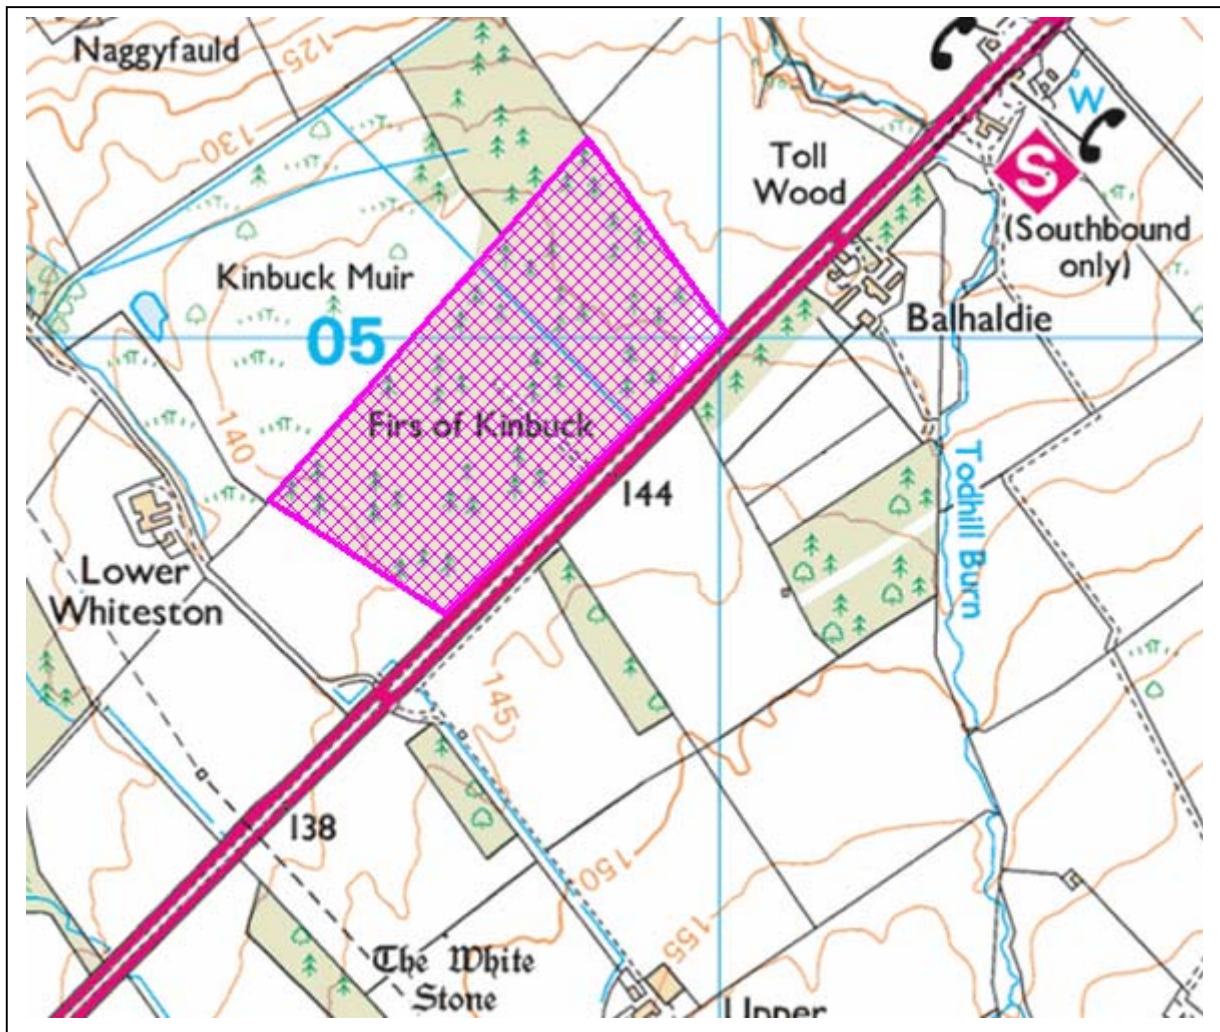 Naggyfauld
125
130
W
Toll
Wood
S
(Southbound
only)
Kinbuck Muir
05
Balhaldie
Firs of Kinbuck
140
144
Todhill Burn
Lower
Whiteston
145
138
150
155
The White
Stone
Upper